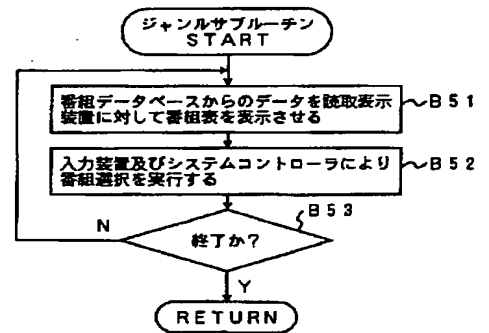 ジャンルサブルーチン
START
番組データベースからのデータを読取表示
装置に対して番組表を表示させる
B51
入力装置及びシステムコントローラにより
番組選択を実行する
B52
B53
N
終了か？
Y
RETURN